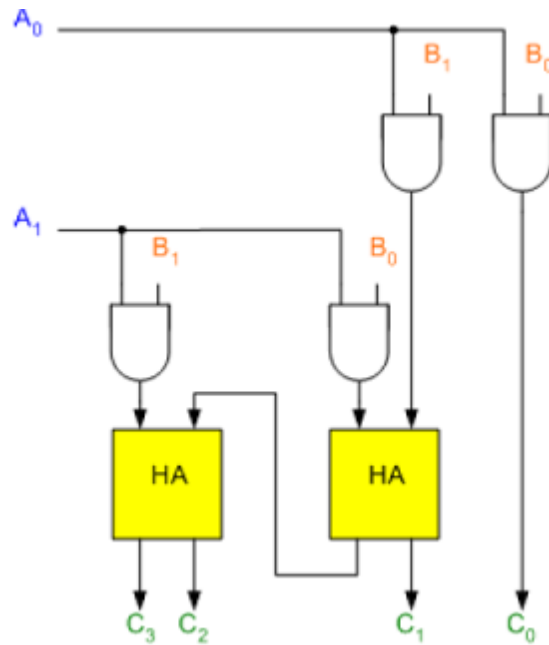 A₀
B₁ B₀
A₁
B₁ B₀
HA HA
C₃ C₂ C₁ C₀